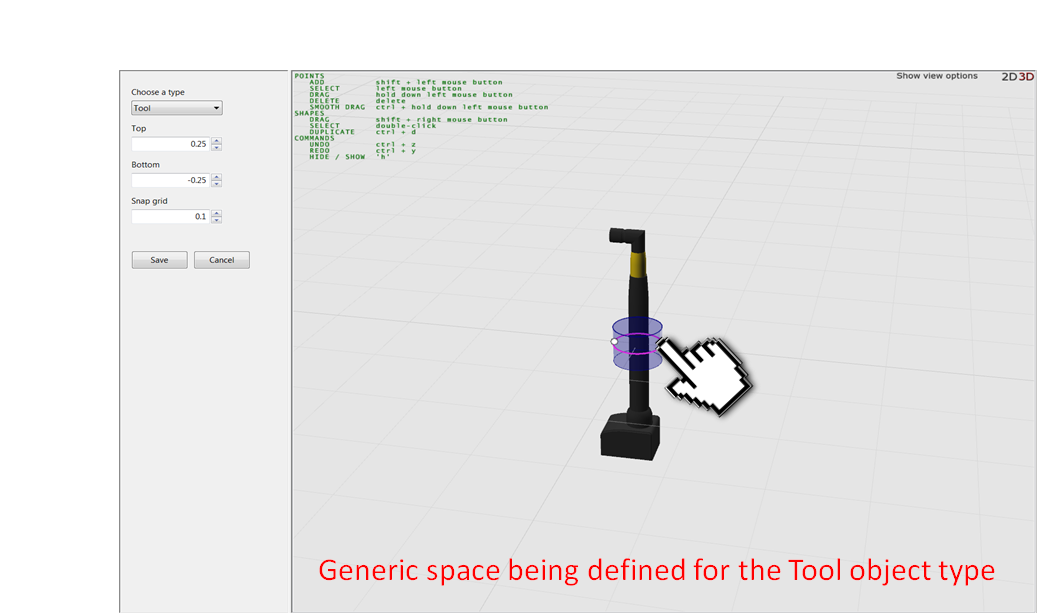 Choose a type
Tool
Top
0.25
Bottom
-0.25
Snap grid
0.1
Save Cancel
POINTS
ADD shift + left mouse button
SELECT left mouse button
DRAG hold down left mouse button
DELETE delete
SMOOTH DRAG ctrl + hold down left mouse button
SHAPES
DRAG shift + right mouse button
SELECT double-click
DUPLICATE ctrl + d
COMMANDS
UNDO ctrl + z
REDO ctrl + y
HIDE / SHOW 'h'
Show view options 2D 3D
Generic space being defined for the Tool object type